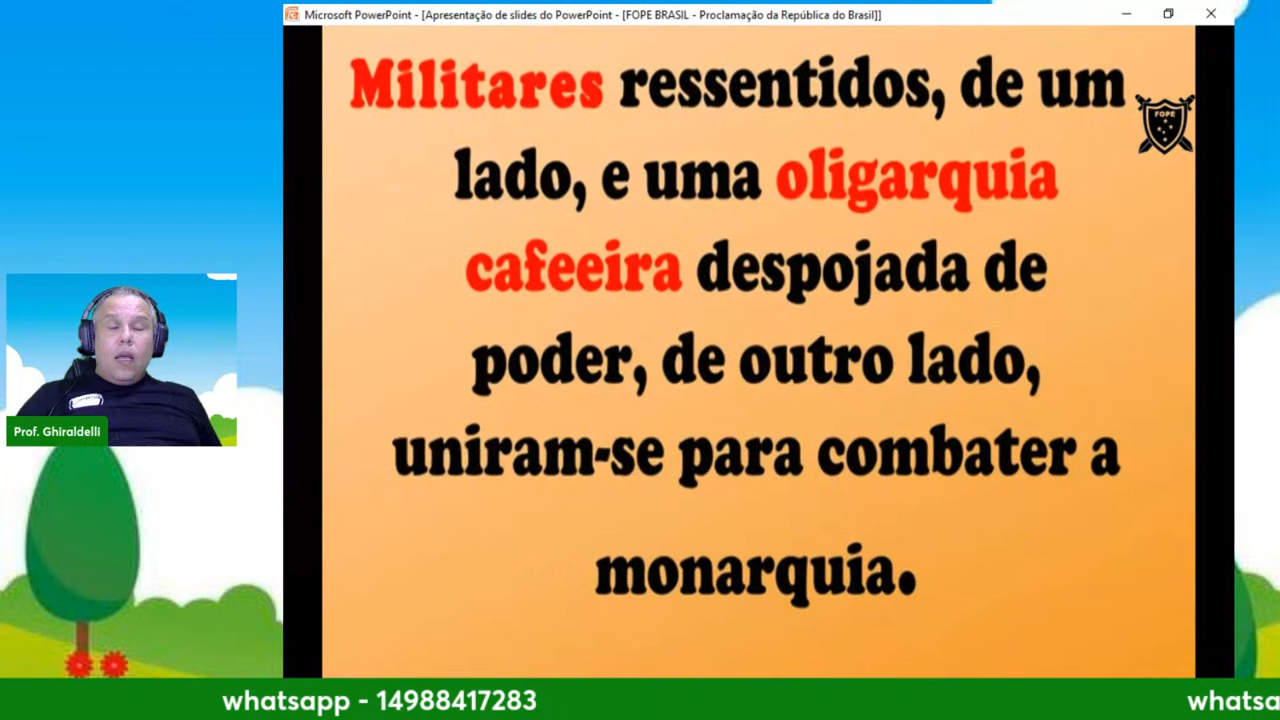 Microsoft PowerPoint - [Apresentação de slides do PowerPoint - [FOPE BRASIL - Proclamação da República do Brasil]]
Militares ressentidos, de um
lado, e uma oligarquia
cafeeira despojada de
poder, de outro lado,
uniram-se para combater a
monarquia.
FOPE
Prof. Ghiraldelli
whatsapp - 14988417283
whatsa